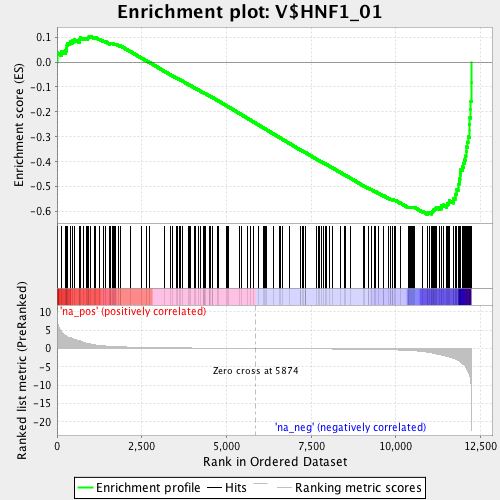 Enrichment plot: V$HNF1_01
Enrichment score (ES)
0.1
0.0
-0.1
-0.2
-0.3
-0.4
-0.5
-0.6
'na_pos' (positively correlated)
Ranked list metric (PreRanked)
10
5
0
-5
-10
-15
-20
Zero cross at 5874
'na_neg' (negatively correlated)
0
2,500
5,000
7,500
10,000
12,500
Rank in Ordered Dataset
Enrichment profile
Hits
Ranking metric scores